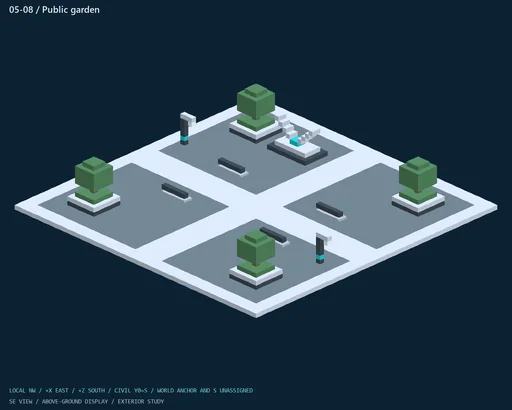 05-08 / Public garden
LOCAL NW / +X EAST / +Z SOUTH / CIVIL Y0=S / WORLD ANCHOR AND S UNASSIGNED
SE VIEW / ABOVE-GROUND DISPLAY / EXTERIOR STUDY